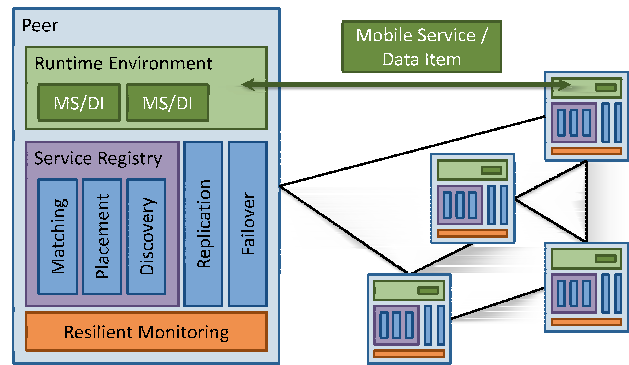 Peer
Mobile Service /
Data Item
Runtime Environment
MS/DI
MS/DI
Service Registry
Matching
Placement
Discovery
Replication
Failover
Resilient Monitoring